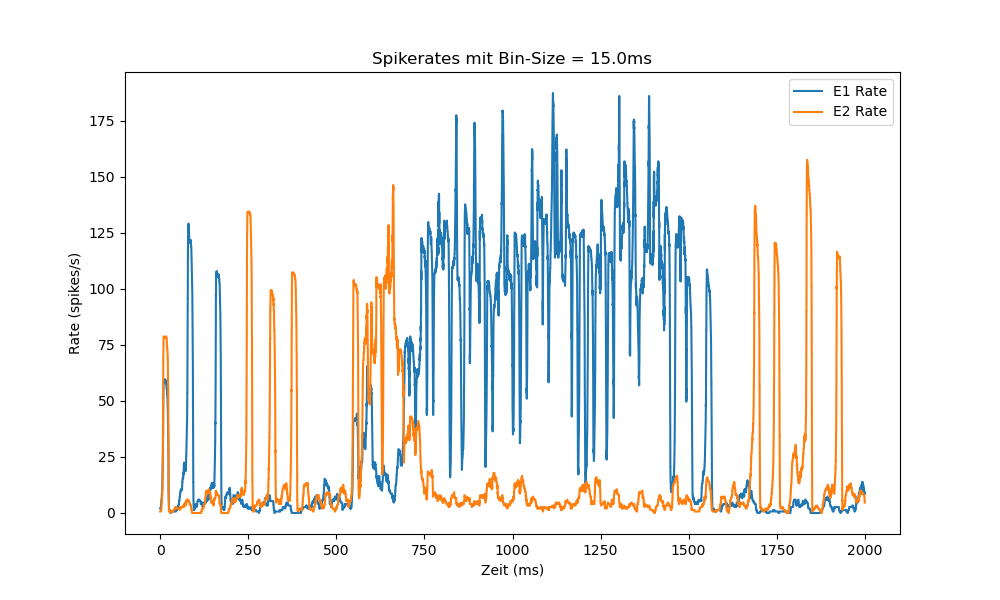 Spikerates mit Bin-Size = 15.0ms
E1 Rate
E2 Rate
Rate (spikes/s)
175
150
125
100
75
50
25
0
0 250 500 750 1000 1250 1500 1750 2000
Zeit (ms)